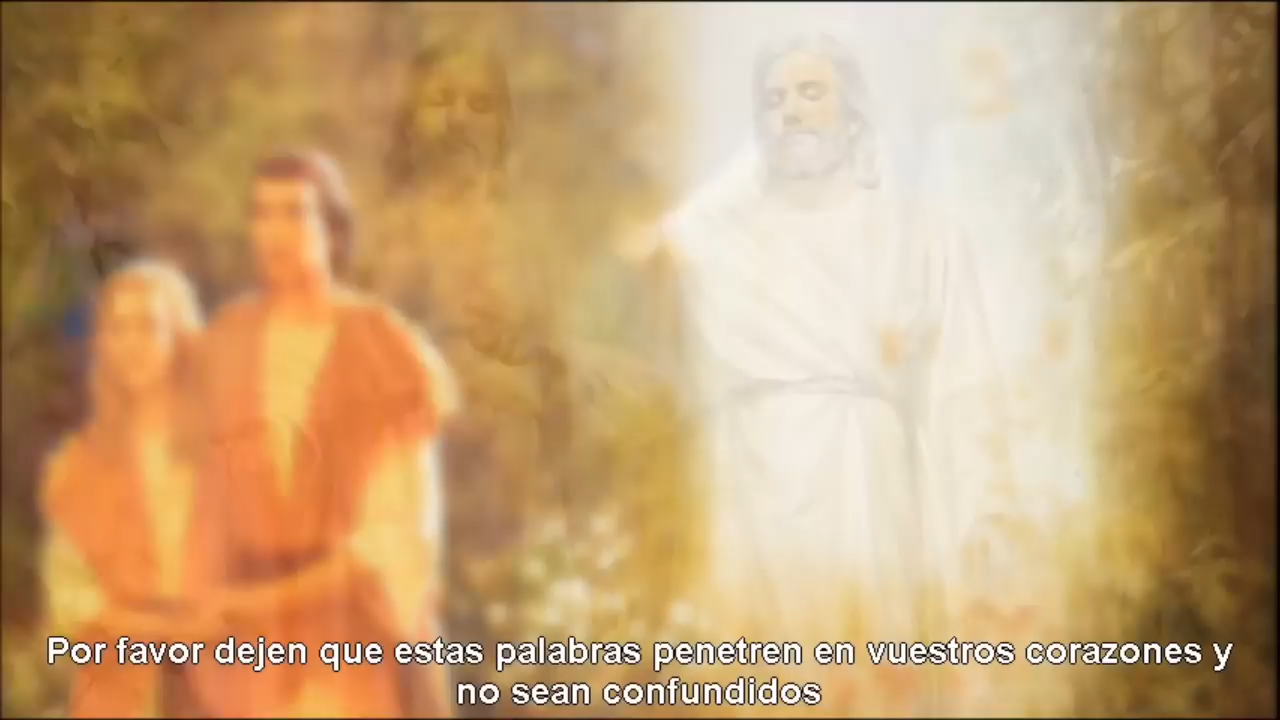 Por favor dejen que estas palabras penetren en vuestros corazones y
no sean confundidos